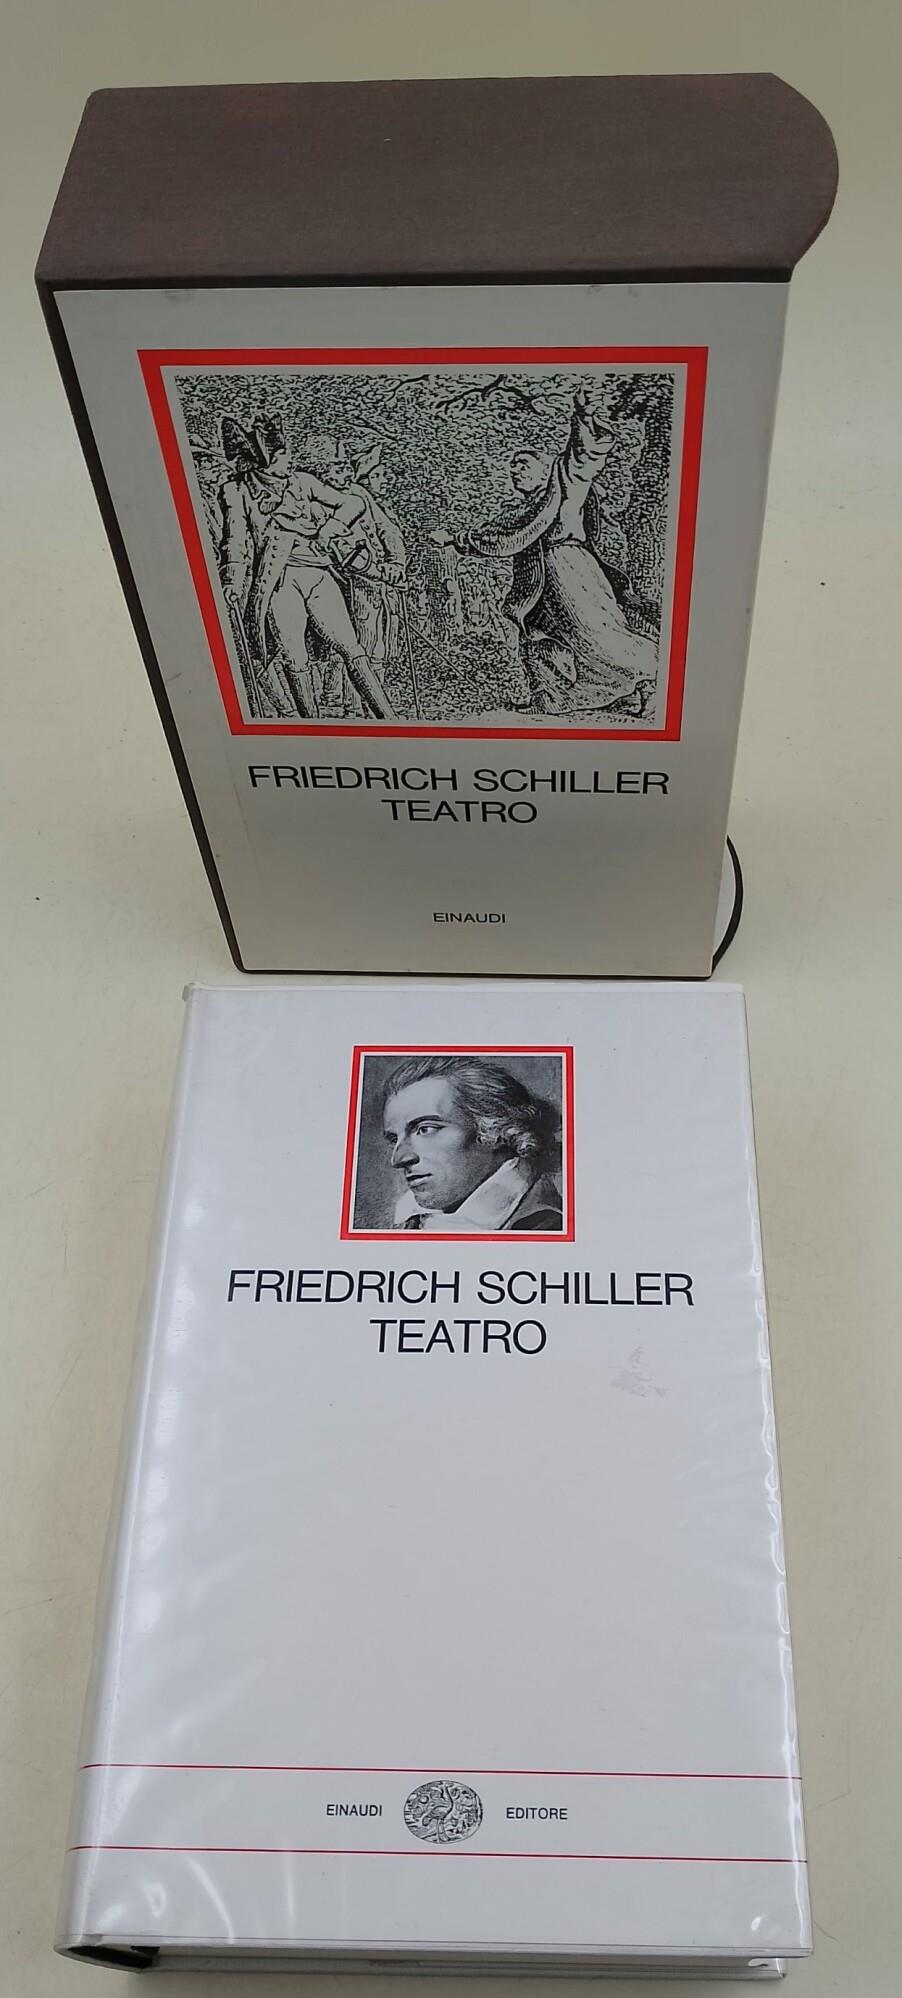 FRIEDRICH SCHILLER
TEATRO
EINAUDI
FRIEDRICH SCHILLER
TEATRO
EINAUDI EDITORE